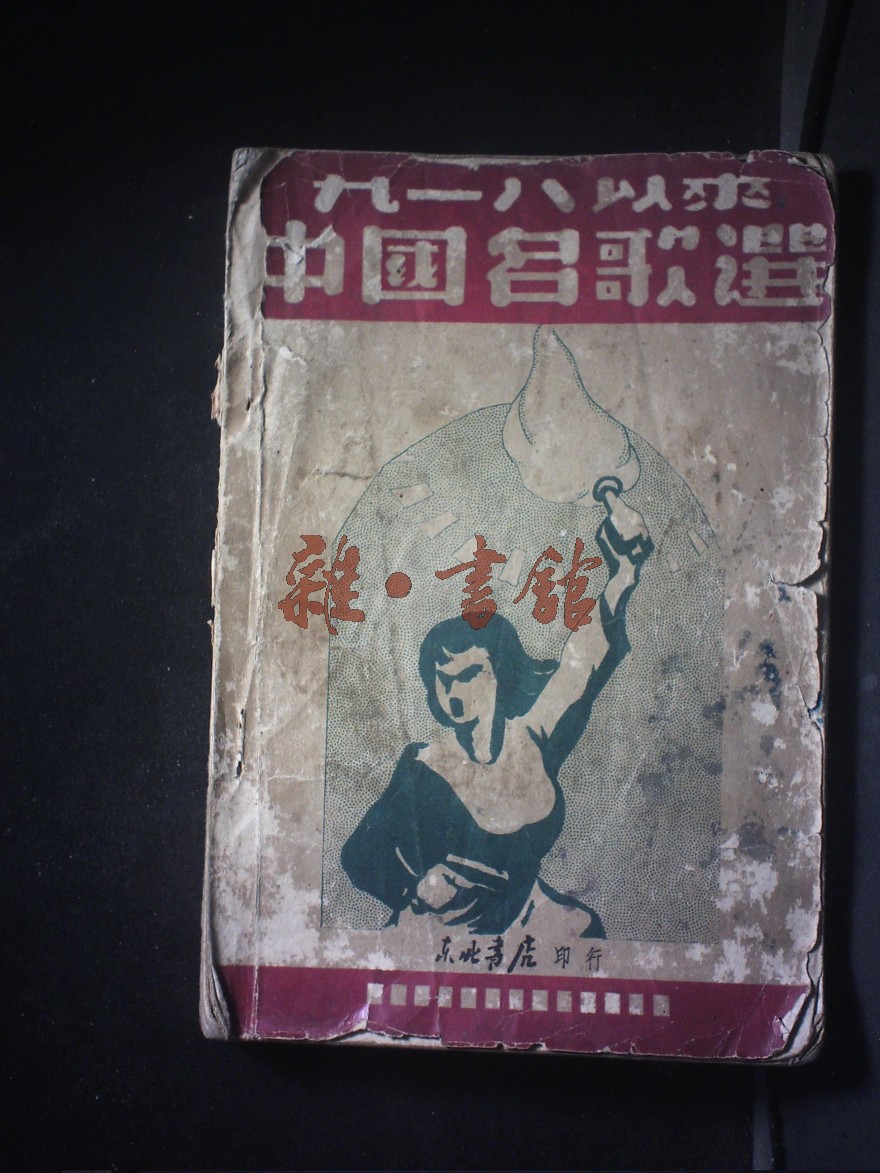 九一八以來
中國名歌選
雜·書館
东北書店 印行